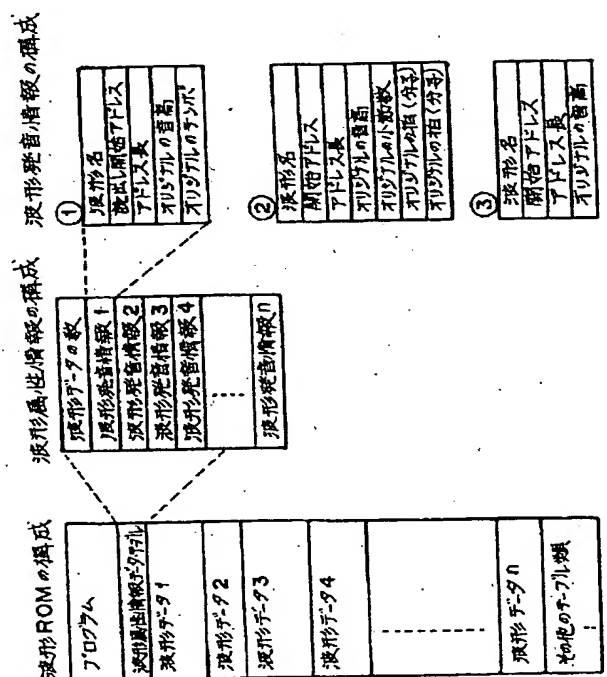 波形ROMの構成
プログラム
波形属性情報データテーブル
波形データ1
波形データ2
波形データ3
波形データ4
波形データn
その他のテーブル類
波形属性情報の構成
波形データの数
波形発音情報1
波形発音情報2
波形発音情報3
波形発音情報4
波形発音情報n
波形発音情報の構成
①
波形名
読出し開始アドレス
アドレス長
オリジナルの音高
オリジナルのテンポ
②
波形名
開始アドレス
アドレス長
オリジナルの音高
オリジナルの小節数
オリジナルの拍(分子)
オリジナルの拍(分子)
③
波形名
開始アドレス
アドレス長
オリジナルの音高